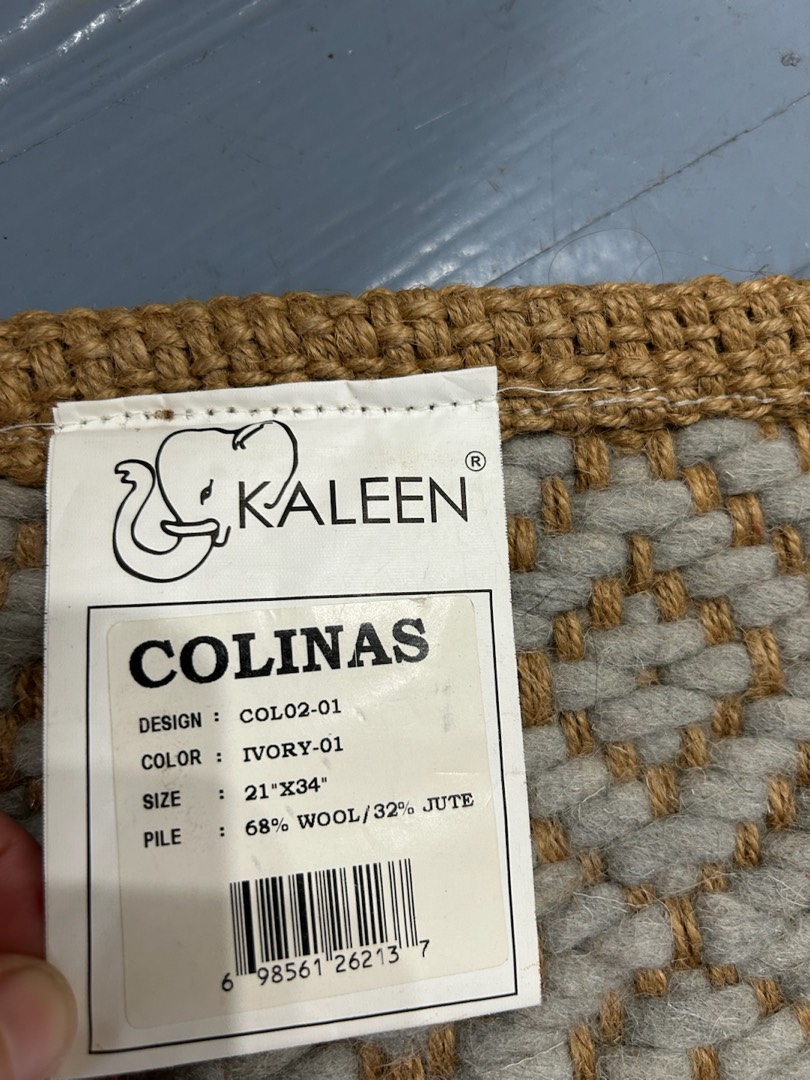 KALEEN®
COLINAS
DESIGN : COL02-01
COLOR : IVORY-01
SIZE : 21"X34"
PILE : 68% WOOL/32% JUTE
6 98561 26213 7